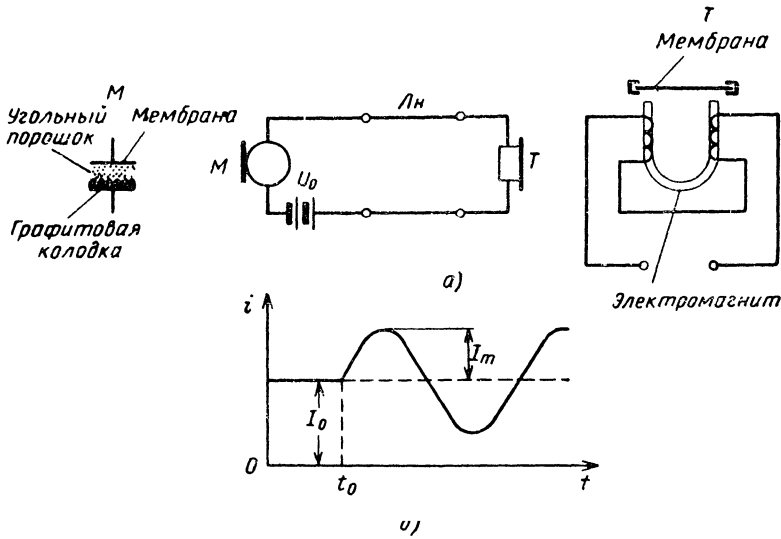 М
Угольный порошок
Мембрана
Графитовая колодка
Лн
М
U₀
Т
Т
Мембрана
Электромагнит
а)
i
Iₘ
I₀
0
t₀
t